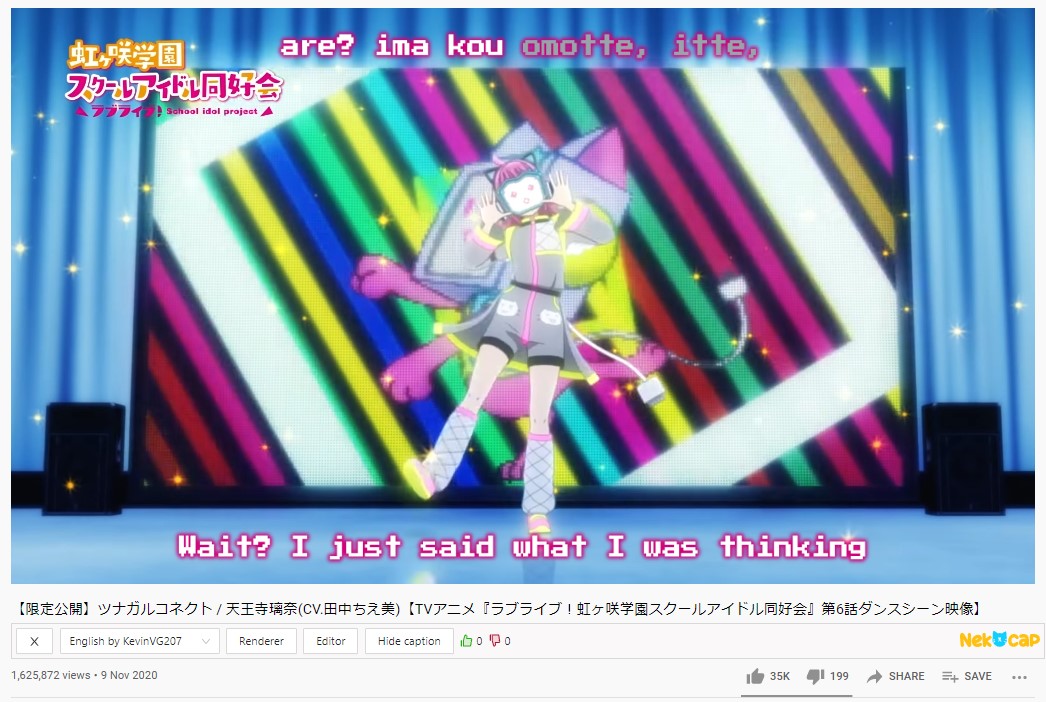 are? ima kou omotte, itte,
虹ヶ咲学園
スクールアイドル同好会
ラブライブ! School idol project
Wait? I just said what I was thinking
【限定公開】ツナガルコネクト / 天王寺璃奈(CV.田中ちえ美)【TVアニメ『ラブライブ！虹ヶ咲学園スクールアイドル同好会』第6話ダンスシーン映像】
X English by KevinVG207 Renderer Editor Hide caption 0 0 NekoCap
1,625,872 views • 9 Nov 2020 35K 199 SHARE SAVE